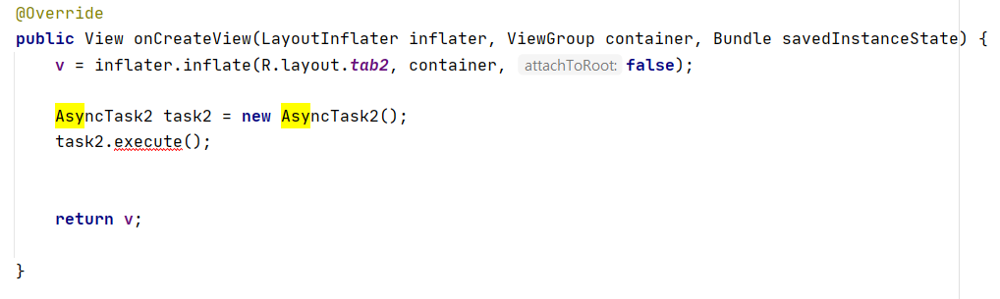 @Override
public View onCreateView(LayoutInflater inflater, ViewGroup container, Bundle savedInstanceState) {
v = inflater.inflate(R.layout.tab2, container, attachToRoot: false);
AsyncTask2 task2 = new AsyncTask2();
task2.execute();
return v;
}